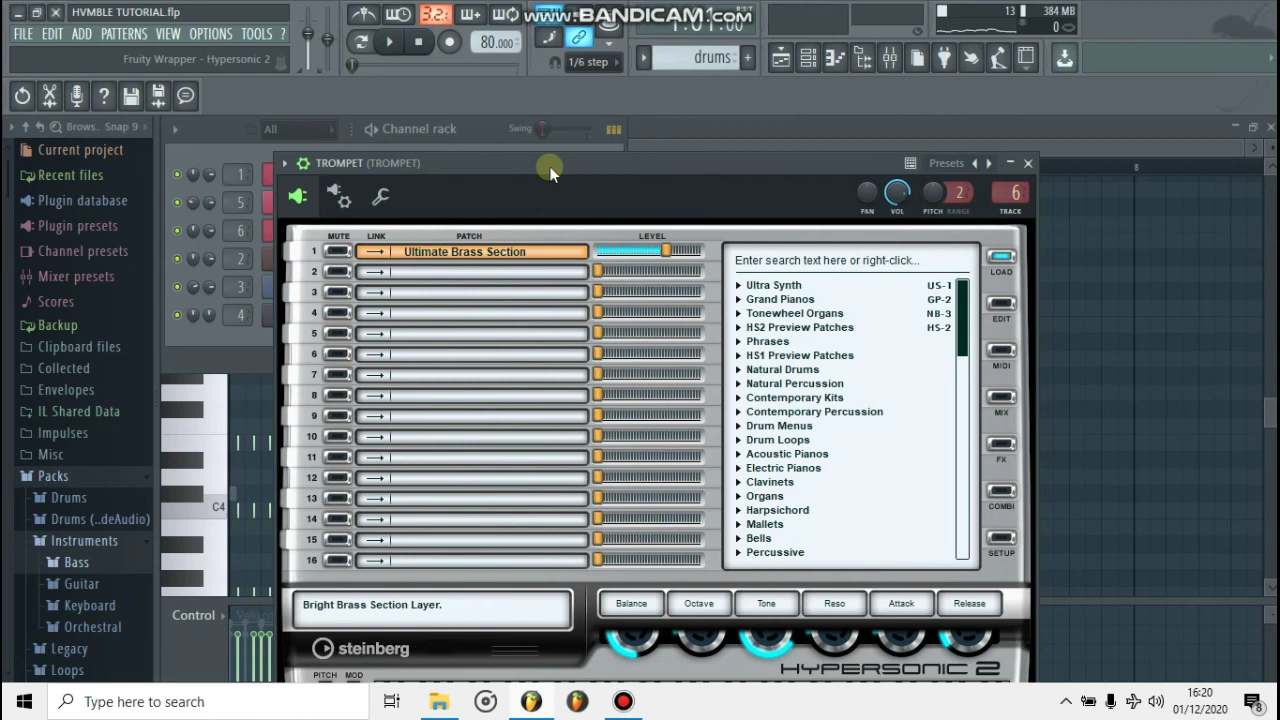 HVMBLE TUTORIAL.flp
www.BANDICAM.com
FILE EDIT ADD PATTERNS VIEW OPTIONS TOOLS ?
Fruity Wrapper - Hypersonic 2
3.2
80.000
1:01:00
1/6 step
drums
13
384 MB
0
Brows.. Snap 9
All
Channel rack
Swing
Current project
Recent files
Plugin database
Plugin presets
Channel presets
Mixer presets
Scores
Backup
Clipboard files
Collected
Envelopes
IL Shared Data
Impulses
Misc
Packs
Drums
Drums (..deAudio)
Instruments
Bass
Guitar
Keyboard
Orchestral
Legacy
Loops
1
5
6
2
3
4
C4
Control
8
TROMPET (TROMPET)
Presets
PAN VOL PITCH RANGE TRACK
2
6
MUTE LINK PATCH LEVEL
1 Ultimate Brass Section
2
3
4
5
6
7
8
9
10
11
12
13
14
15
16
Enter search text here or right-click...
Ultra Synth US-1
Grand Pianos GP-2
Tonewheel Organs NB-3
HS2 Preview Patches HS-2
Phrases
HS1 Preview Patches
Natural Drums
Natural Percussion
Contemporary Kits
Contemporary Percussion
Drum Menus
Drum Loops
Acoustic Pianos
Electric Pianos
Clavinets
Organs
Harpsichord
Mallets
Bells
Percussive
LOAD
EDIT
MIDI
MIX
FX
COMBI
SETUP
Bright Brass Section Layer.
Balance Octave Tone Reso Attack Release
steinberg
HYPERSONIC 2
PITCH MOD
Type here to search
16:20
01/12/2020
8